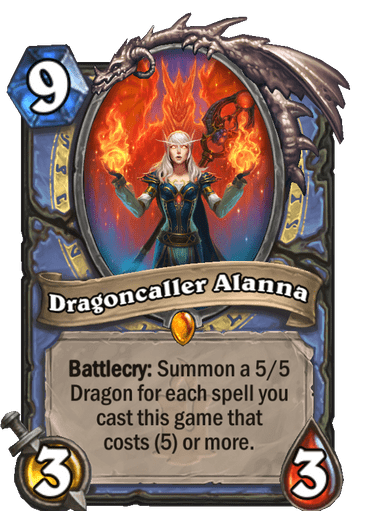 9
Dragoncaller Alanna
Battlecry: Summon a 5/5
Dragon for each spell you
cast this game that
costs (5) or more.
3
3